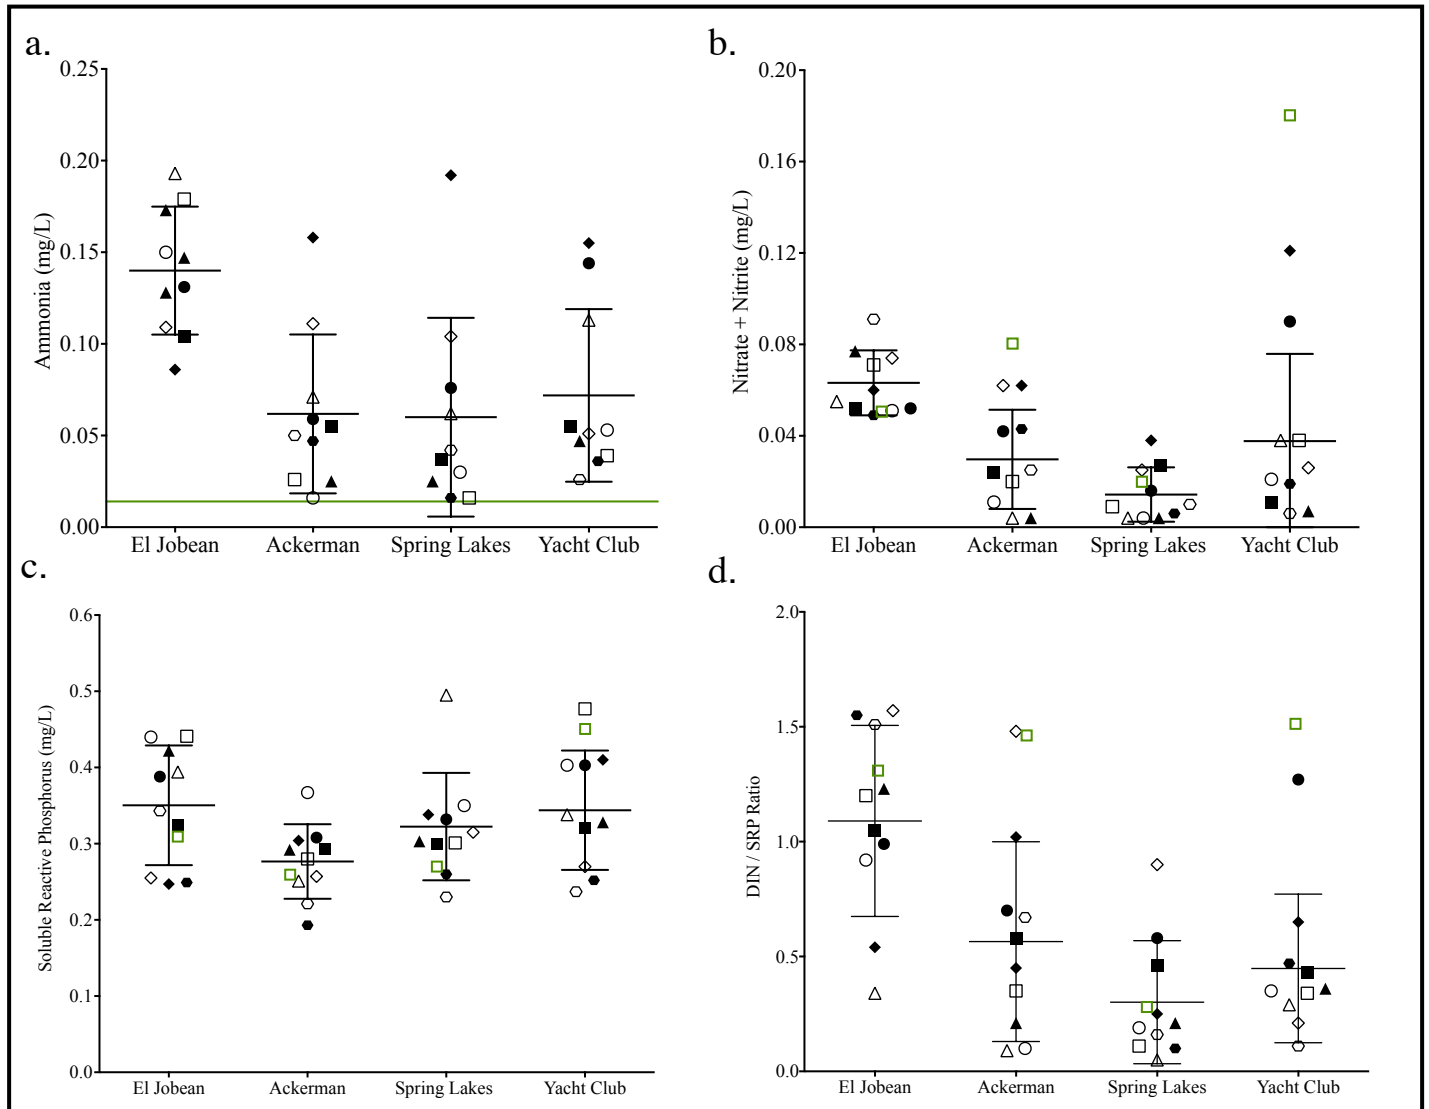 a.
Ammonia (mg/L)
0.25
0.20
0.15
0.10
0.05
0.00
El Jobean Ackerman Spring Lakes Yacht Club
b.
Nitrate + Nitrite (mg/L)
0.20
0.16
0.12
0.08
0.04
0.00
El Jobean Ackerman Spring Lakes Yacht Club
c.
Soluble Reactive Phosphorus (mg/L)
0.6
0.5
0.4
0.3
0.2
0.1
0.0
El Jobean Ackerman Spring Lakes Yacht Club
d.
DIN / SRP Ratio
2.0
1.5
1.0
0.5
0.0
El Jobean Ackerman Spring Lakes Yacht Club